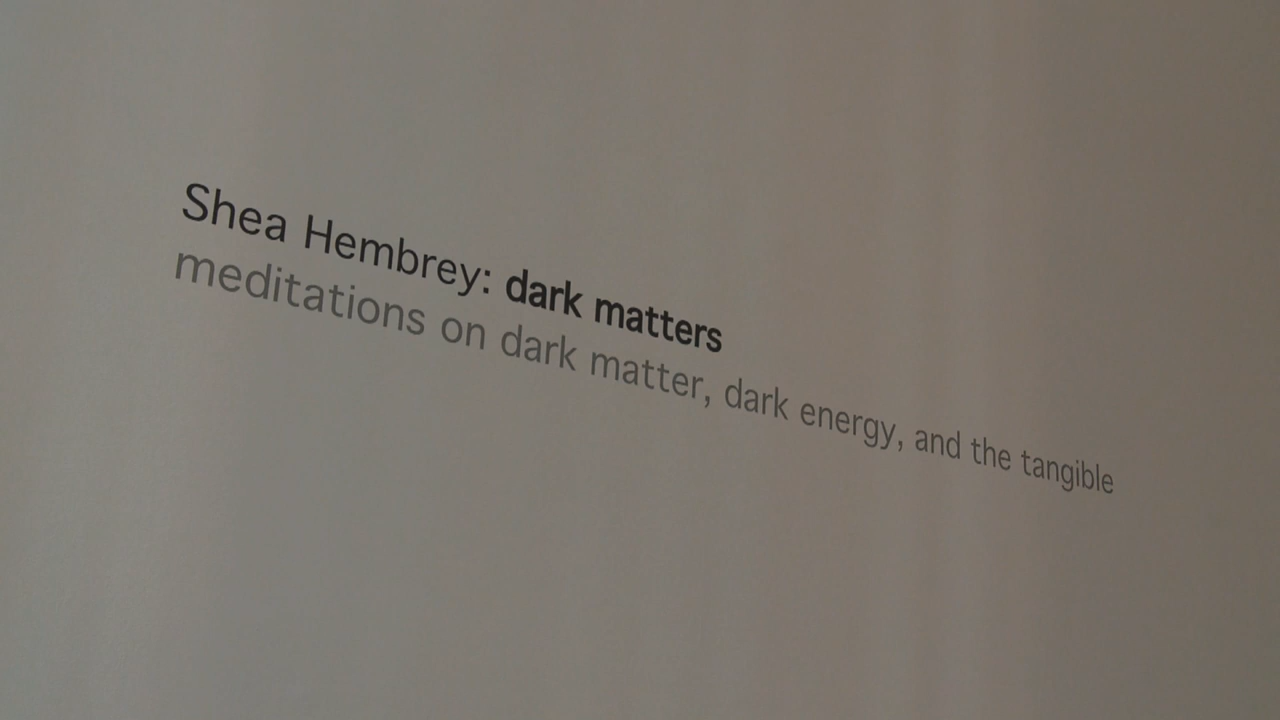 Shea Hembrey: dark matters
meditations on dark matter, dark energy, and the tangible